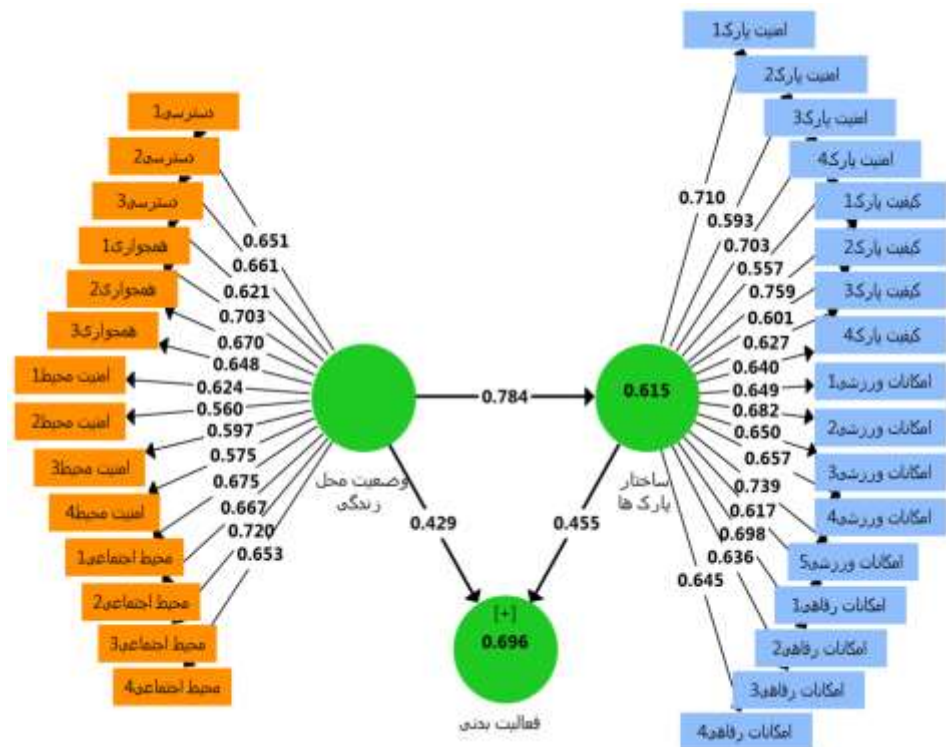 امنیت پارک1
امنیت پارک2
امنیت پارک3
امنیت پارک4
کیفیت پارک1
کیفیت پارک2
کیفیت پارک3
کیفیت پارک4
امکانات ورزشی1
امکانات ورزشی2
امکانات ورزشی3
امکانات ورزشی4
امکانات ورزشی5
امکانات رفاهی1
امکانات رفاهی2
امکانات رفاهی3
امکانات رفاهی4
0.710
0.593
0.703
0.557
0.759
0.601
0.627
0.640
0.649
0.682
0.650
0.657
0.739
0.617
0.698
0.636
0.645
0.615
ساختار
پارک ها
0.784
0.455
0.429
[+]
0.696
فعالیت بدنی
وضعیت محل
زندگی
0.651
0.661
0.621
0.703
0.670
0.648
0.624
0.560
0.597
0.575
0.675
0.667
0.720
0.653
دسترسی1
دسترسی2
دسترسی3
همجواری1
همجواری2
همجواری3
امنیت محیط1
امنیت محیط2
امنیت محیط3
امنیت محیط4
محیط اجتماعی1
محیط اجتماعی2
محیط اجتماعی3
محیط اجتماعی4